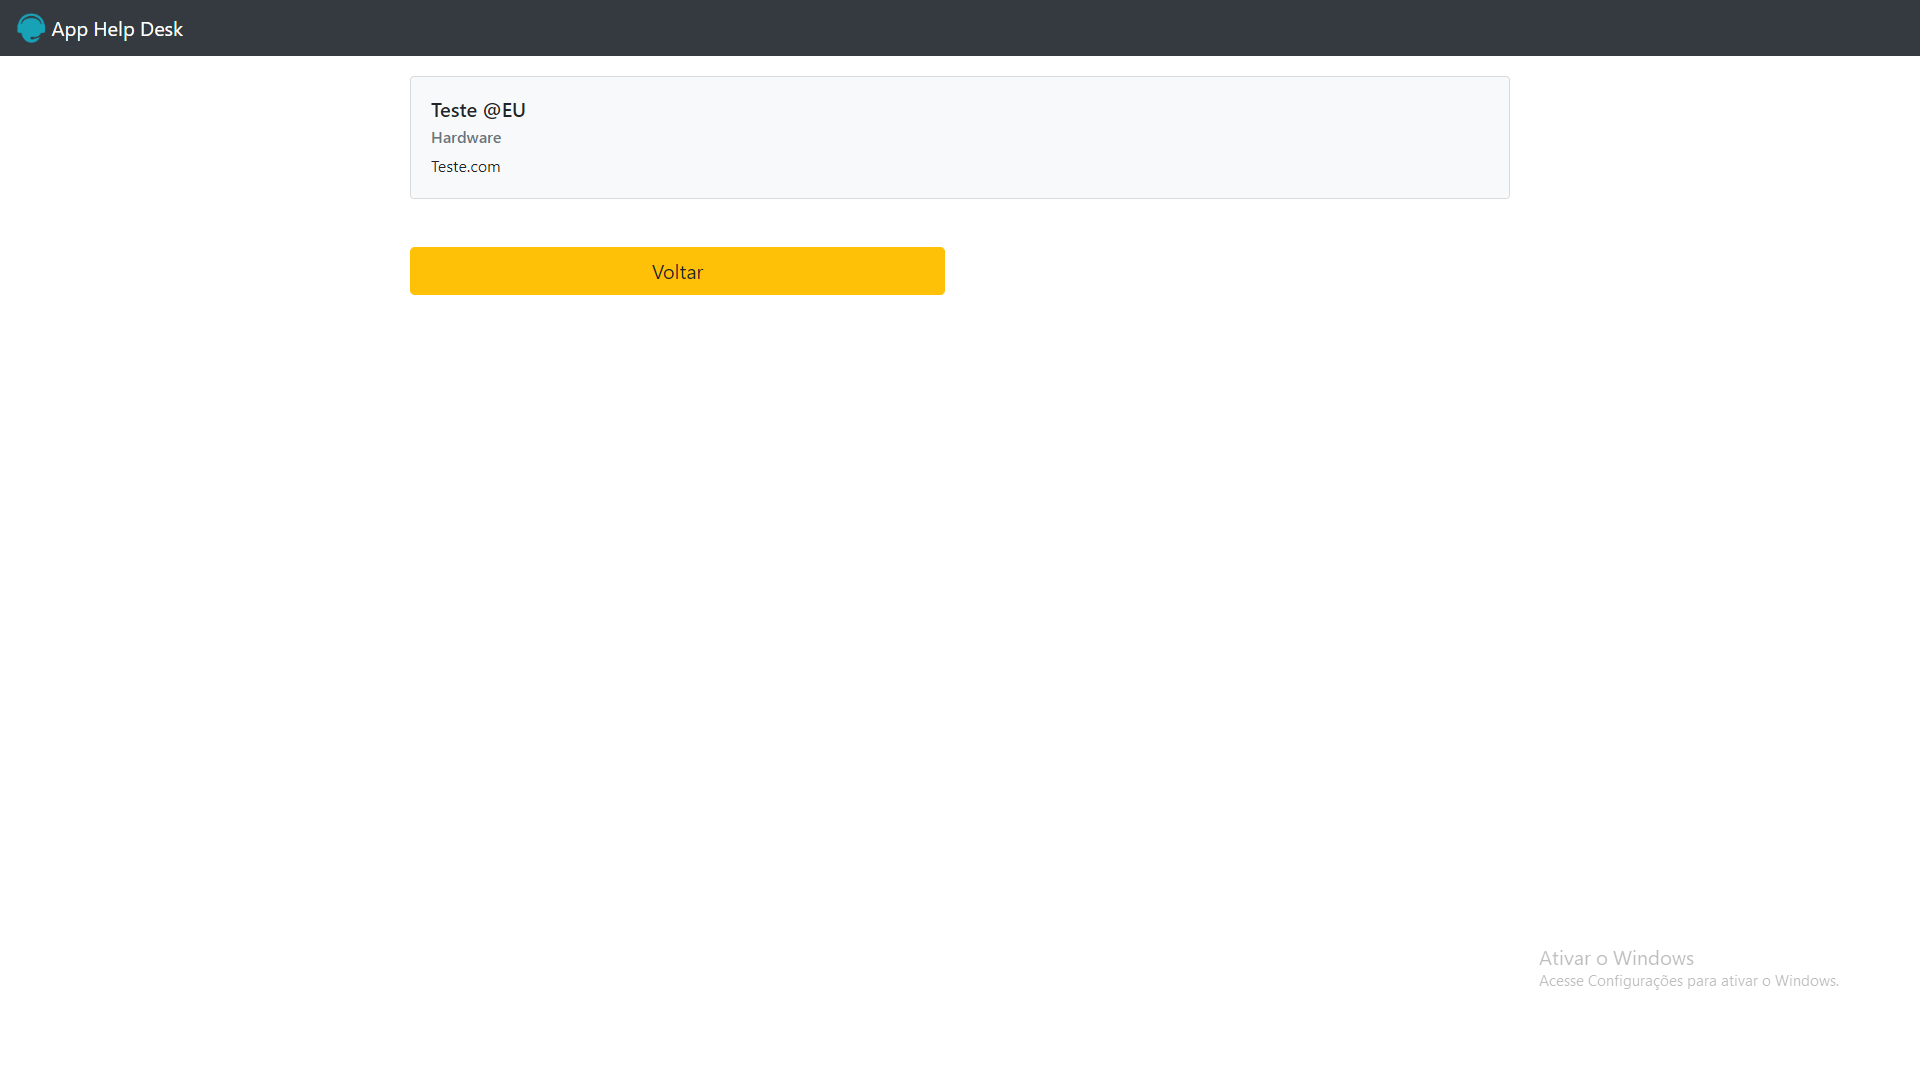 App Help Desk
Teste @EU
Hardware
Teste.com
Voltar
Ativar o Windows
Acesse Configurações para ativar o Windows.